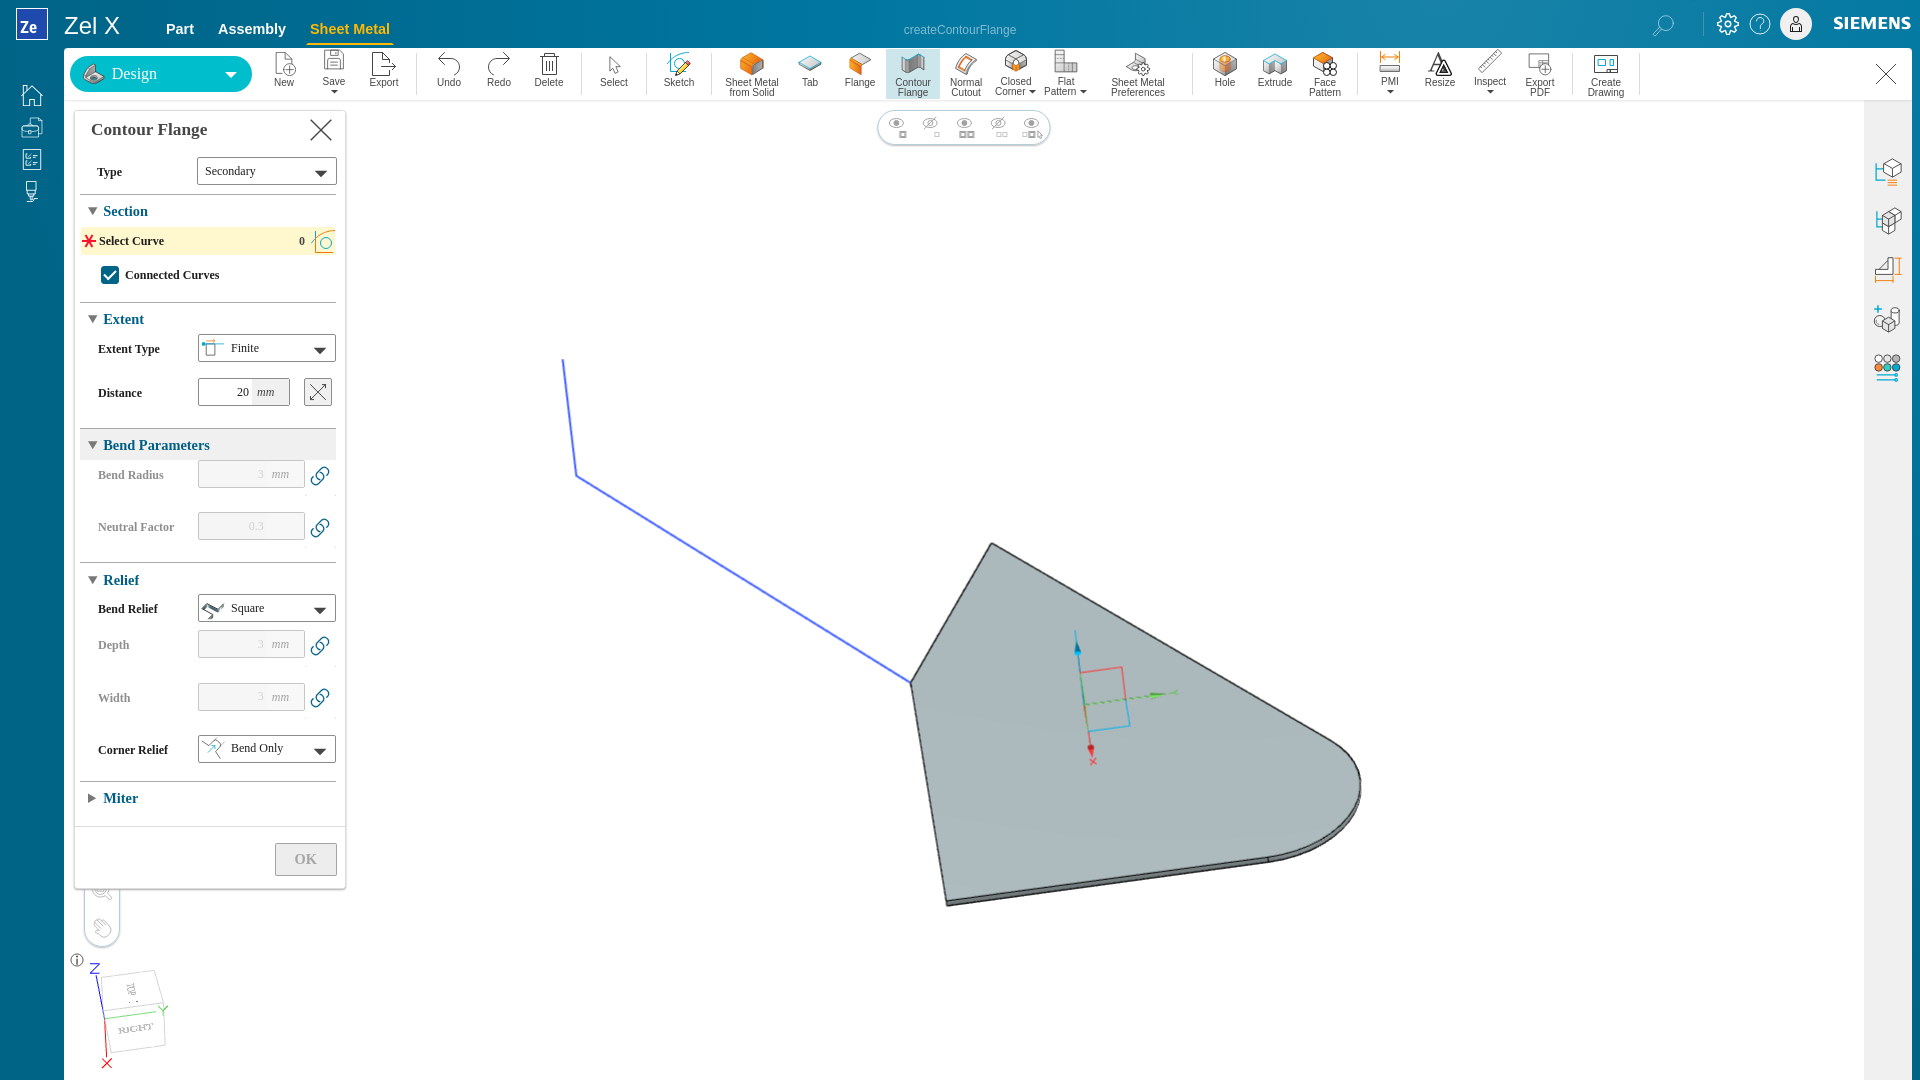 Ze
Zel X
Part
Assembly
Sheet Metal
createContourFlange
SIEMENS
Design
New
Save
Export
Undo
Redo
Delete
Select
Sketch
Sheet Metal
from Solid
Tab
Flange
Contour
Flange
Normal
Cutout
Closed
Corner
Flat
Pattern
Sheet Metal
Preferences
Hole
Extrude
Face
Pattern
PMI
Resize
Inspect
Export
PDF
Create
Drawing
Contour Flange
Type
Secondary
Section
Select Curve
0
Connected Curves
Extent
Extent Type
Finite
Distance
20 mm
Bend Parameters
Bend Radius
3 mm
Neutral Factor
0.3
Relief
Bend Relief
Square
Depth
3 mm
Width
3 mm
Corner Relief
Bend Only
Miter
OK
X
Y
Z
TOP
Y
RIGHT
X